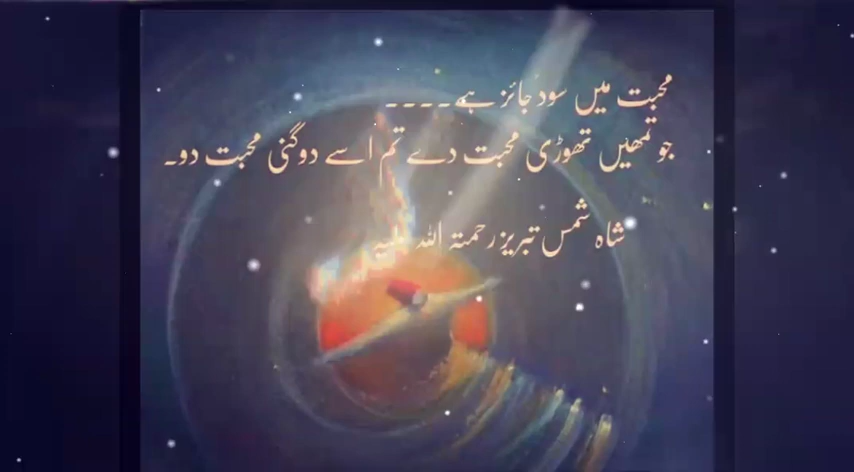 محبت میں سود جائز ہے۔۔۔۔
جو تمھیں تھوڑی محبت دے تم اسے دوگنی محبت دو۔
شاہ شمس تبریز رحمتہ اللہ علیہ